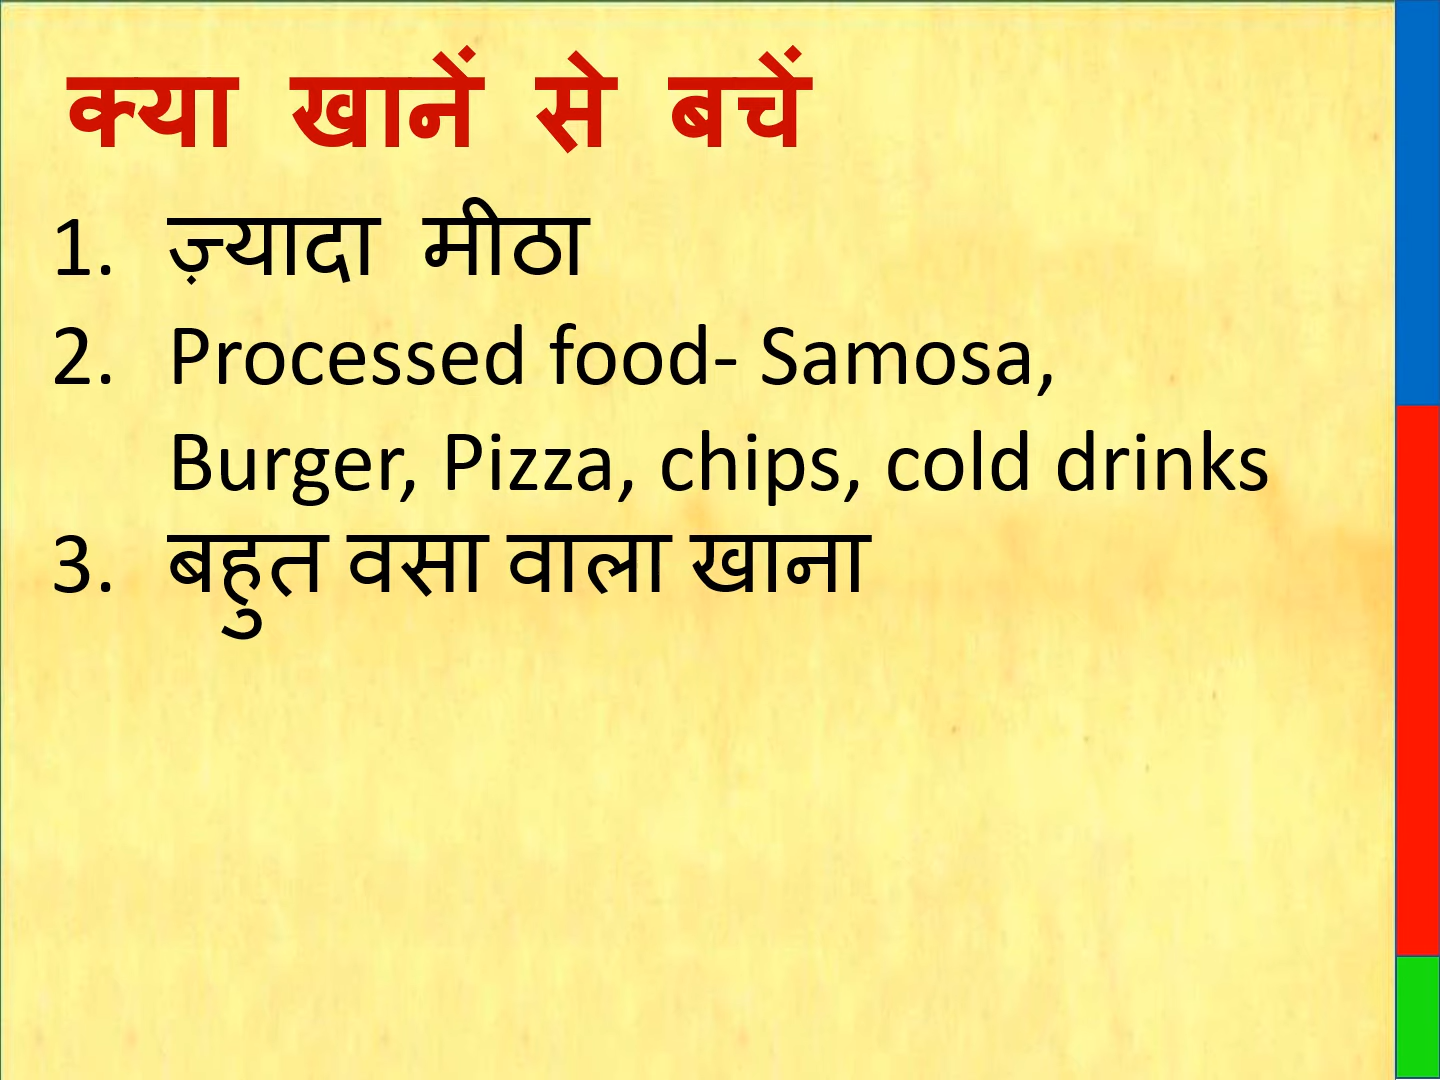 क्या खानें से बचें
1. ज़्यादा मीठा
2. Processed food- Samosa,
Burger, Pizza, chips, cold drinks
3. बहुत वसा वाला खाना